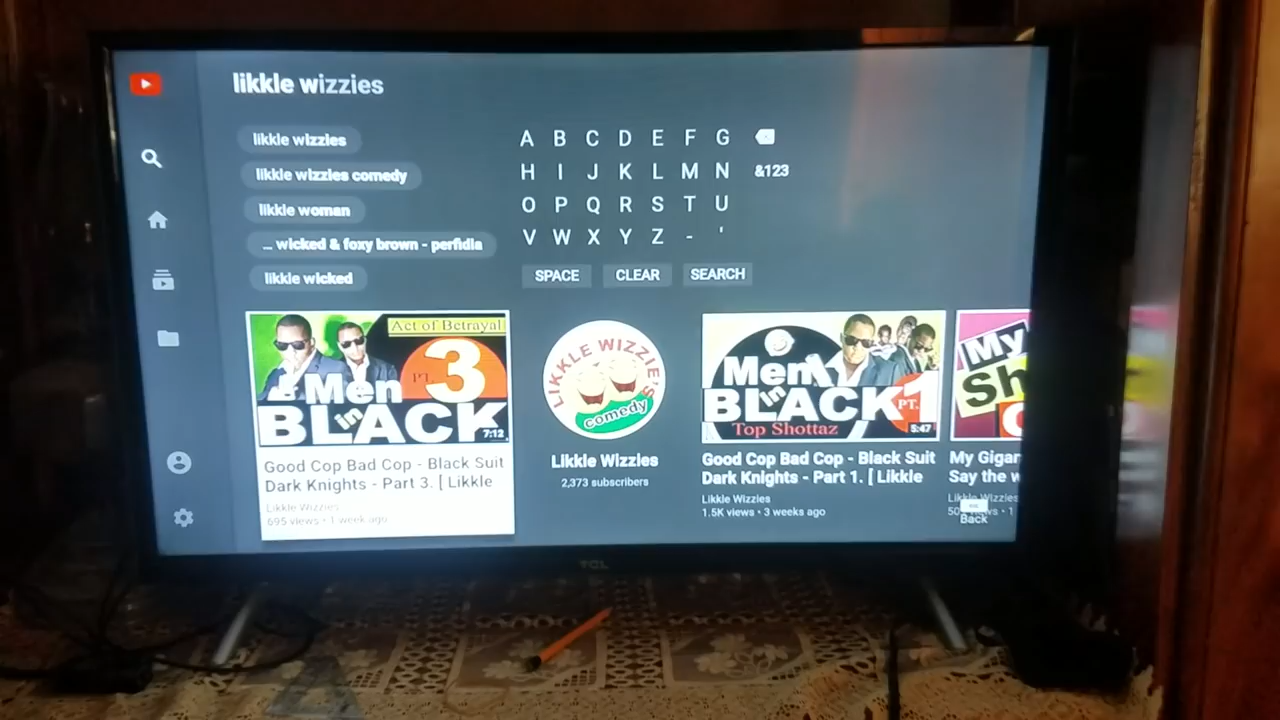 likkle wizzies
likkle wizzies
likkle wizzies comedy
likkle woman
... wicked & foxy brown - perfidia
likkle wicked
A B C D E F G
H I J K L M N &123
O P Q R S T U
V W X Y Z - '
SPACE CLEAR SEARCH
Act of Betrayal
PT. 3
Men
in
BLACK
7:12
Good Cop Bad Cop - Black Suit
Dark Knights - Part 3. [ Likkle
Likkle Wizzies
695 views • 1 week ago
LIKKLE WIZZIE'S
comedy
Likkle Wizzies
2,373 subscribers
Men
in
BLACK
PT. 1
Top Shottaz
5:47
Good Cop Bad Cop - Black Suit
Dark Knights - Part 1. [ Likkle
Likkle Wizzies
1.5K views • 3 weeks ago
My
Sh
My Gigar
Say the w
Likkle Wizzies
Back
TCL